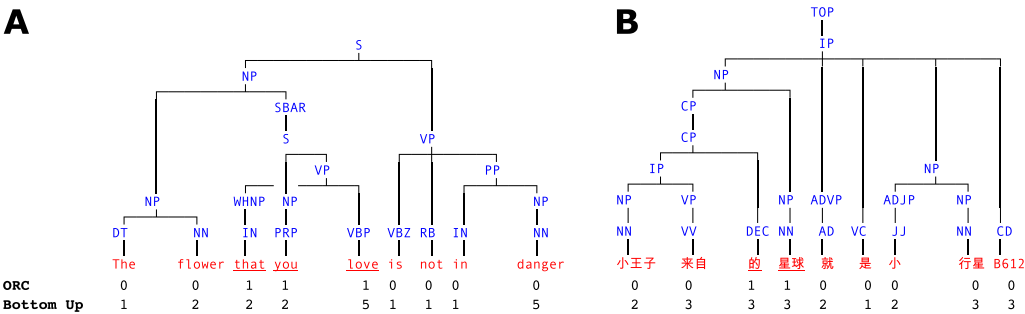 A
S
NP
SBAR
S
VP
VP
PP
NP WHNP NP NP
DT NN IN PRP VBP VBZ RB IN NN
The flower that you love is not in danger
ORC 0 0 1 1 1 0 0 0 0
Bottom Up 1 2 2 2 5 1 1 1 5
B
TOP
IP
NP
CP
CP
IP NP
NP VP NP ADVP ADJP NP
NN VV DEC NN AD VC JJ NN CD
小王子 来自 的 星球 就 是 小 行星 B612
0 0 1 1 0 0 0 0 0
2 3 3 3 2 1 2 3 3